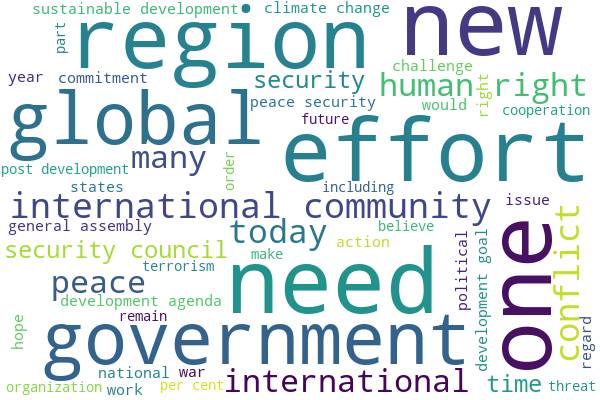 sustainable development
climate change
new
part
region
challenge
year
commitment
security
human right
right
peace security
would
cooperation
global
future
effort
many
post development
order
states
including
international community
issue
one
conflict
general assembly
today
believe
security council
action
political
development goal
make
terrorism
need
peace
development agenda
remain
government
hope
regard
national
war
international
time
threat
organization
work
per cent